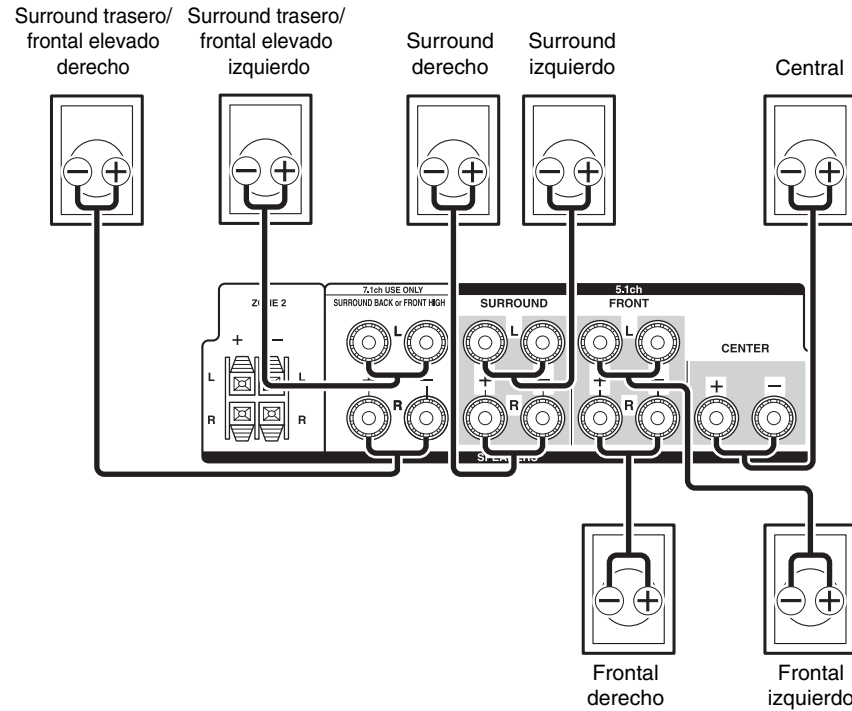 Surround trasero/
frontal elevado
derecho
Surround trasero/
frontal elevado
izquierdo
Surround
derecho
Surround
izquierdo
Central
7.1ch USE ONLY
SURROUND BACK or FRONT HIGH
5.1ch
SURROUND
FRONT
CENTER
+ −
L
L
R
R
L
+ −
R
L
+ −
R
L
+ −
R
+ −
− +
− +
− +
− +
− +
− +
− +
Frontal
derecho
Frontal
izquierdo